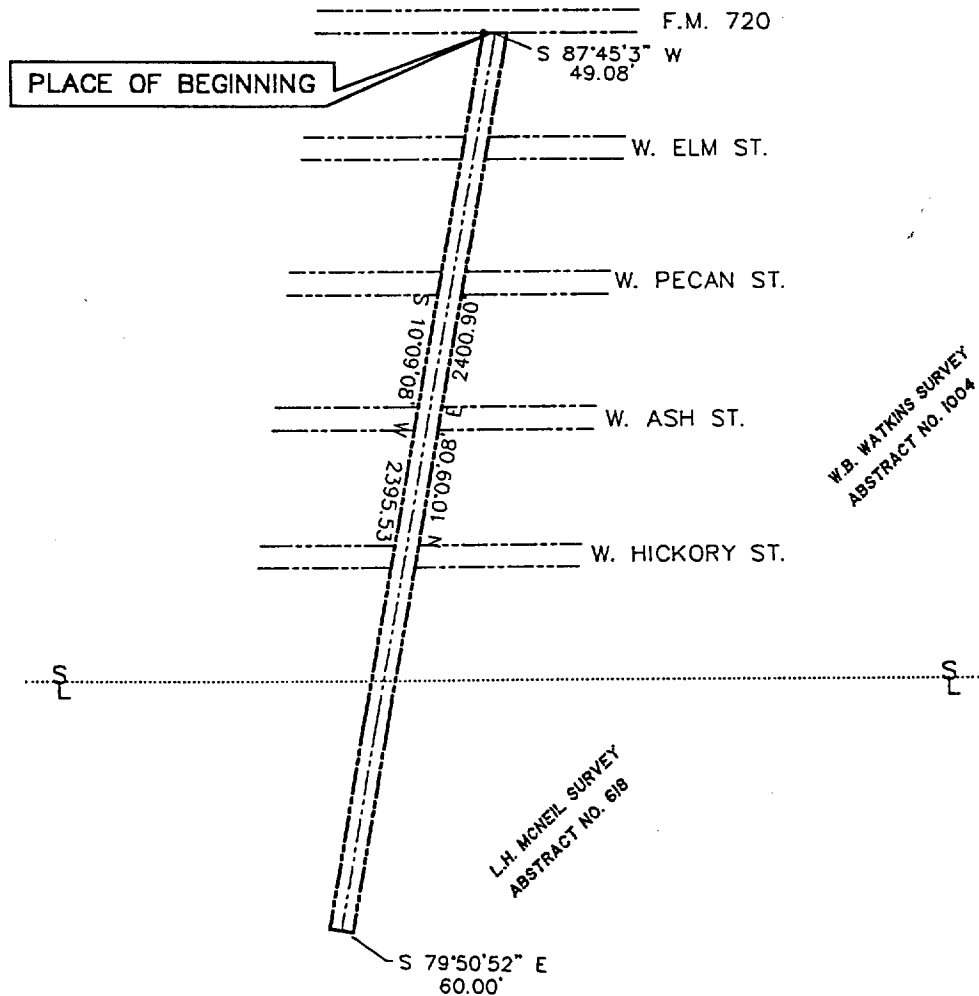 F.M. 720
S 87°45'3" W
49.08'
PLACE OF BEGINNING
W. ELM ST.
W. PECAN ST.
S 10°09'08" W 2395.53
N 10°09'08" E 2400.90'
W. ASH ST.
W.B. WATKINS SURVEY
ABSTRACT NO. 1004
W. HICKORY ST.
S
L
S
L
L.H. MCNEIL SURVEY
ABSTRACT NO. 618
S 79°50'52" E
60.00'